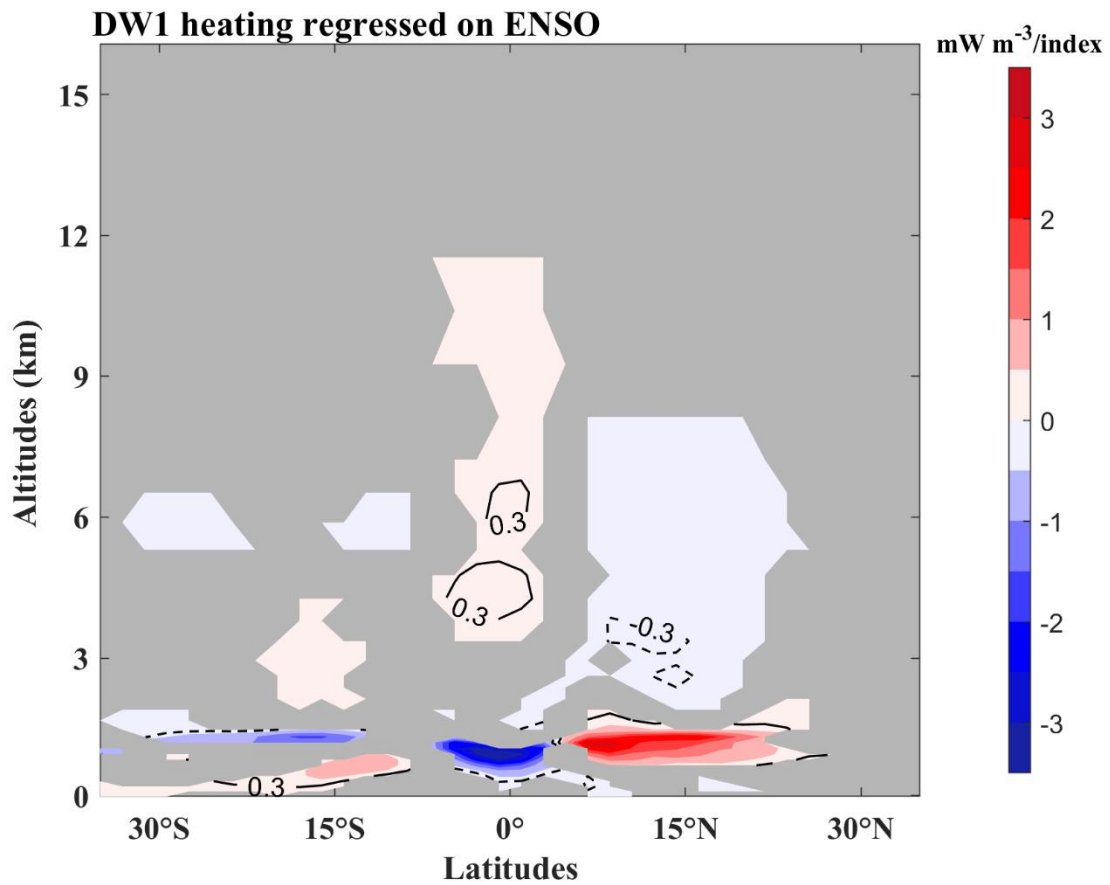 DW1 heating regressed on ENSO
mW m⁻³/index
15
12
9
6
3
0
Altitudes (km)
0.3
0.3
-0.3
0.3
30°S
15°S
0°
15°N
30°N
Latitudes
3
2
1
0
-1
-2
-3